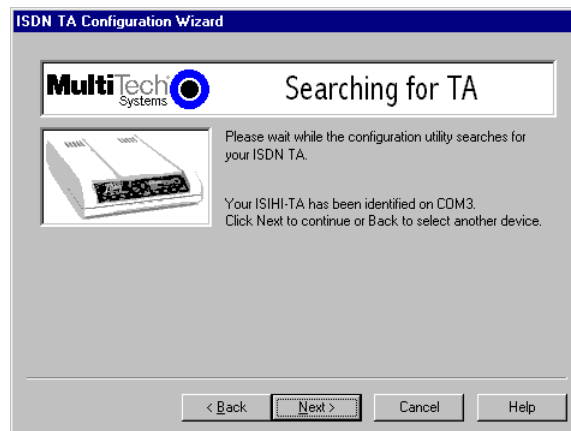 ISDN TA Configuration Wizard
MultiTech
Systems
Searching for TA
Please wait while the configuration utility searches for
your ISDN TA.
Your ISIHI-TA has been identified on COM3.
Click Next to continue or Back to select another device.
< Back
Next >
Cancel
Help